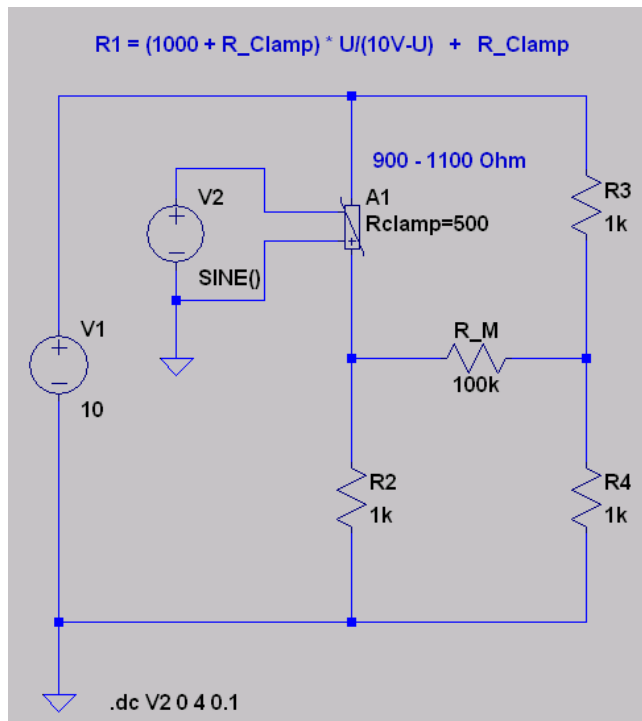 R1 = (1000 + R_Clamp) * U/(10V-U) + R_Clamp
900 - 1100 Ohm
V2
A1
R3
Rclamp=500
1k
SINE()
V1
R_M
100k
10
R2
R4
1k
1k
.dc V2 0 4 0.1